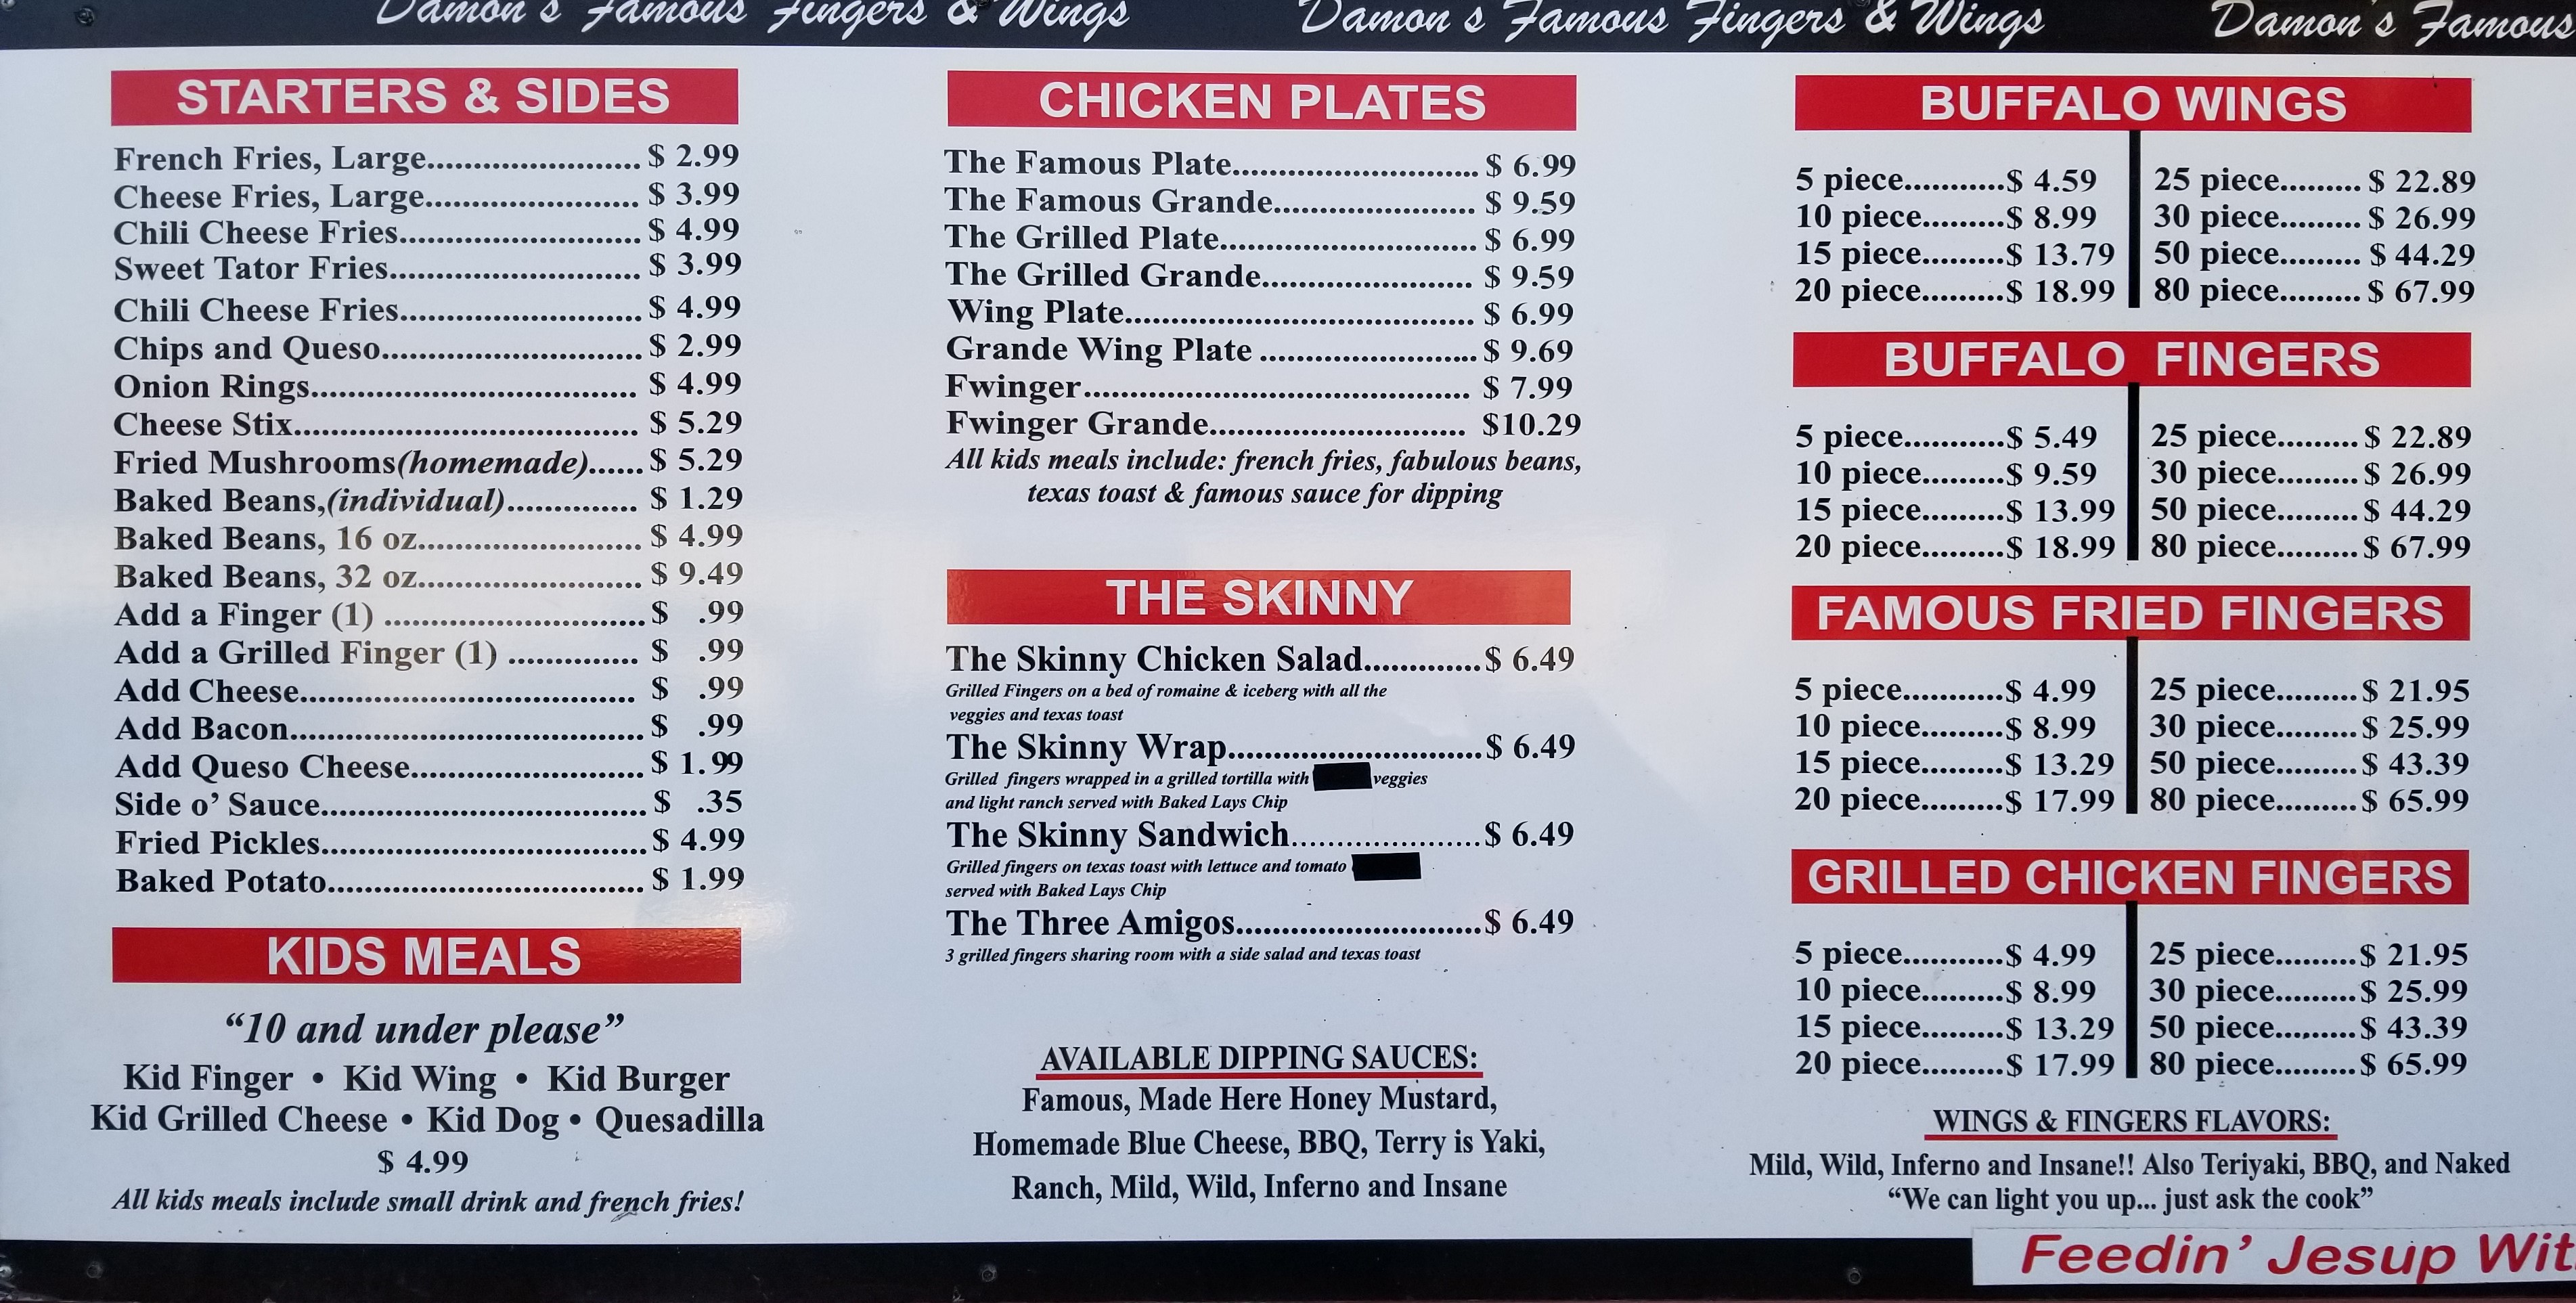 Damon's Famous Fingers & Wings Damon's Famous Fingers & Wings Damon's Famous
STARTERS & SIDES
French Fries, Large....................... $ 2.99
Cheese Fries, Large....................... $ 3.99
Chili Cheese Fries.......................... $ 4.99
Sweet Tator Fries........................... $ 3.99
Chili Cheese Fries.......................... $ 4.99
Chips and Queso............................ $ 2.99
Onion Rings................................... $ 4.99
Cheese Stix..................................... $ 5.29
Fried Mushrooms(homemade)...... $ 5.29
Baked Beans,(individual).............. $ 1.29
Baked Beans, 16 oz........................ $ 4.99
Baked Beans, 32 oz........................ $ 9.49
Add a Finger (1) ............................ $ .99
Add a Grilled Finger (1) .............. $ .99
Add Cheese.................................... $ .99
Add Bacon...................................... $ .99
Add Queso Cheese......................... $ 1.99
Side o’ Sauce................................... $ .35
Fried Pickles................................... $ 4.99
Baked Potato.................................. $ 1.99
KIDS MEALS
“10 and under please”
Kid Finger • Kid Wing • Kid Burger
Kid Grilled Cheese • Kid Dog • Quesadilla
$ 4.99
All kids meals include small drink and french fries!
CHICKEN PLATES
The Famous Plate.......................... $ 6.99
The Famous Grande...................... $ 9.59
The Grilled Plate............................ $ 6.99
The Grilled Grande....................... $ 9.59
Wing Plate...................................... $ 6.99
Grande Wing Plate ....................... $ 9.69
Fwinger.......................................... $ 7.99
Fwinger Grande............................ $10.29
All kids meals include: french fries, fabulous beans,
texas toast & famous sauce for dipping
THE SKINNY
The Skinny Chicken Salad.............$ 6.49
Grilled Fingers on a bed of romaine & iceberg with all the
veggies and texas toast
The Skinny Wrap............................$ 6.49
Grilled fingers wrapped in a grilled tortilla with veggies
and light ranch served with Baked Lays Chip
The Skinny Sandwich.....................$ 6.49
Grilled fingers on texas toast with lettuce and tomato
served with Baked Lays Chip
The Three Amigos...........................$ 6.49
3 grilled fingers sharing room with a side salad and texas toast
AVAILABLE DIPPING SAUCES:
Famous, Made Here Honey Mustard,
Homemade Blue Cheese, BBQ, Terry is Yaki,
Ranch, Mild, Wild, Inferno and Insane
BUFFALO WINGS
5 piece...........$ 4.59 25 piece......... $ 22.89
10 piece.........$ 8.99 30 piece......... $ 26.99
15 piece.........$ 13.79 50 piece......... $ 44.29
20 piece.........$ 18.99 80 piece......... $ 67.99
BUFFALO FINGERS
5 piece...........$ 5.49 25 piece......... $ 22.89
10 piece.........$ 9.59 30 piece......... $ 26.99
15 piece.........$ 13.99 50 piece......... $ 44.29
20 piece.........$ 18.99 80 piece......... $ 67.99
FAMOUS FRIED FINGERS
5 piece...........$ 4.99 25 piece.........$ 21.95
10 piece.........$ 8.99 30 piece.........$ 25.99
15 piece.........$ 13.29 50 piece.........$ 43.39
20 piece.........$ 17.99 80 piece.........$ 65.99
GRILLED CHICKEN FINGERS
5 piece...........$ 4.99 25 piece.........$ 21.95
10 piece.........$ 8.99 30 piece.........$ 25.99
15 piece.........$ 13.29 50 piece.........$ 43.39
20 piece.........$ 17.99 80 piece.........$ 65.99
WINGS & FINGERS FLAVORS:
Mild, Wild, Inferno and Insane!! Also Teriyaki, BBQ, and Naked
“We can light you up... just ask the cook”
Feedin’ Jesup Wit